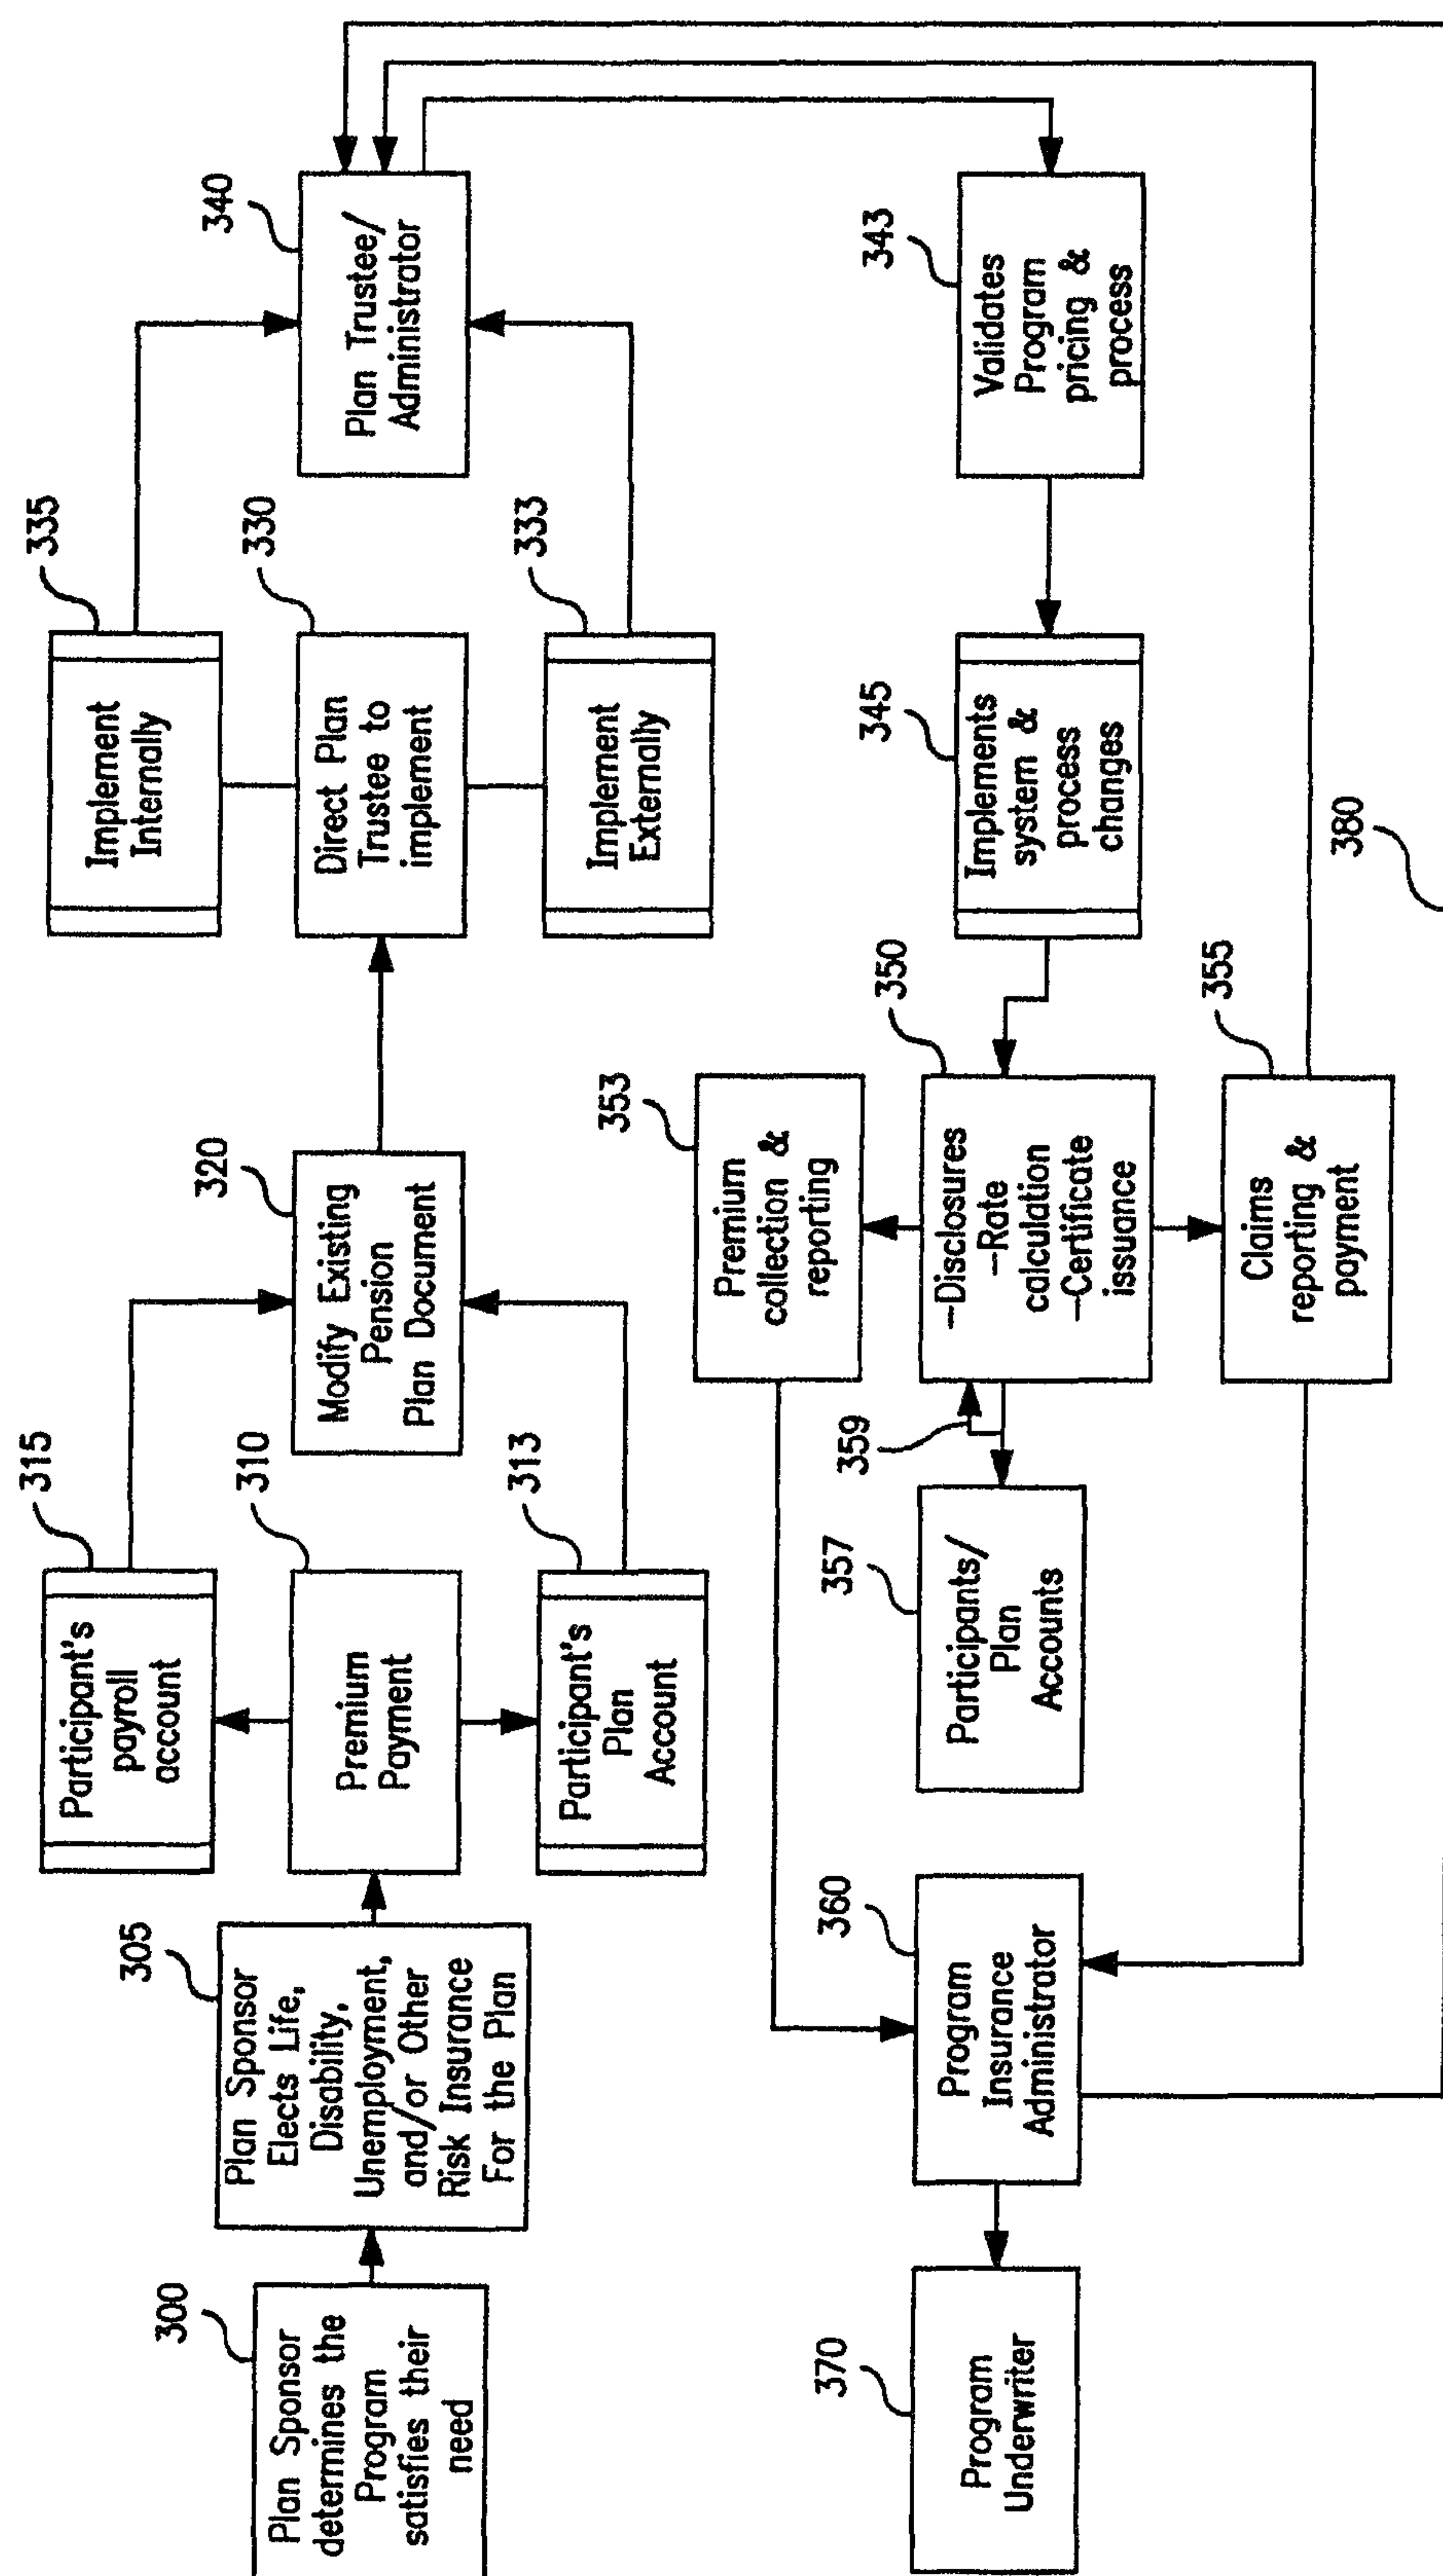 300
Plan Sponsor
determines the
Program
satisfies their
need
305
Plan Sponsor
Elects Life,
Disability,
Unemployment,
and/or Other
Risk Insurance
For the Plan
315
Participant's
payroll
account
310
Premium
Payment
313
Participant's
Plan
Account
320
Modify Existing
Pension
Plan Document
335
Implement
Internally
330
Direct Plan
Trustee to
implement
333
Implement
Externally
340
Plan Trustee/
Administrator
343
Validates
Program
pricing &
process
345
Implements
system &
process
changes
350
—Disclosures
—Rate
calculation
—Certificate
issuance
353
Premium
collection &
reporting
355
Claims
reporting &
payment
357
Participants/
Plan
Accounts
359
360
Program
Insurance
Administrator
370
Program
Underwriter
380